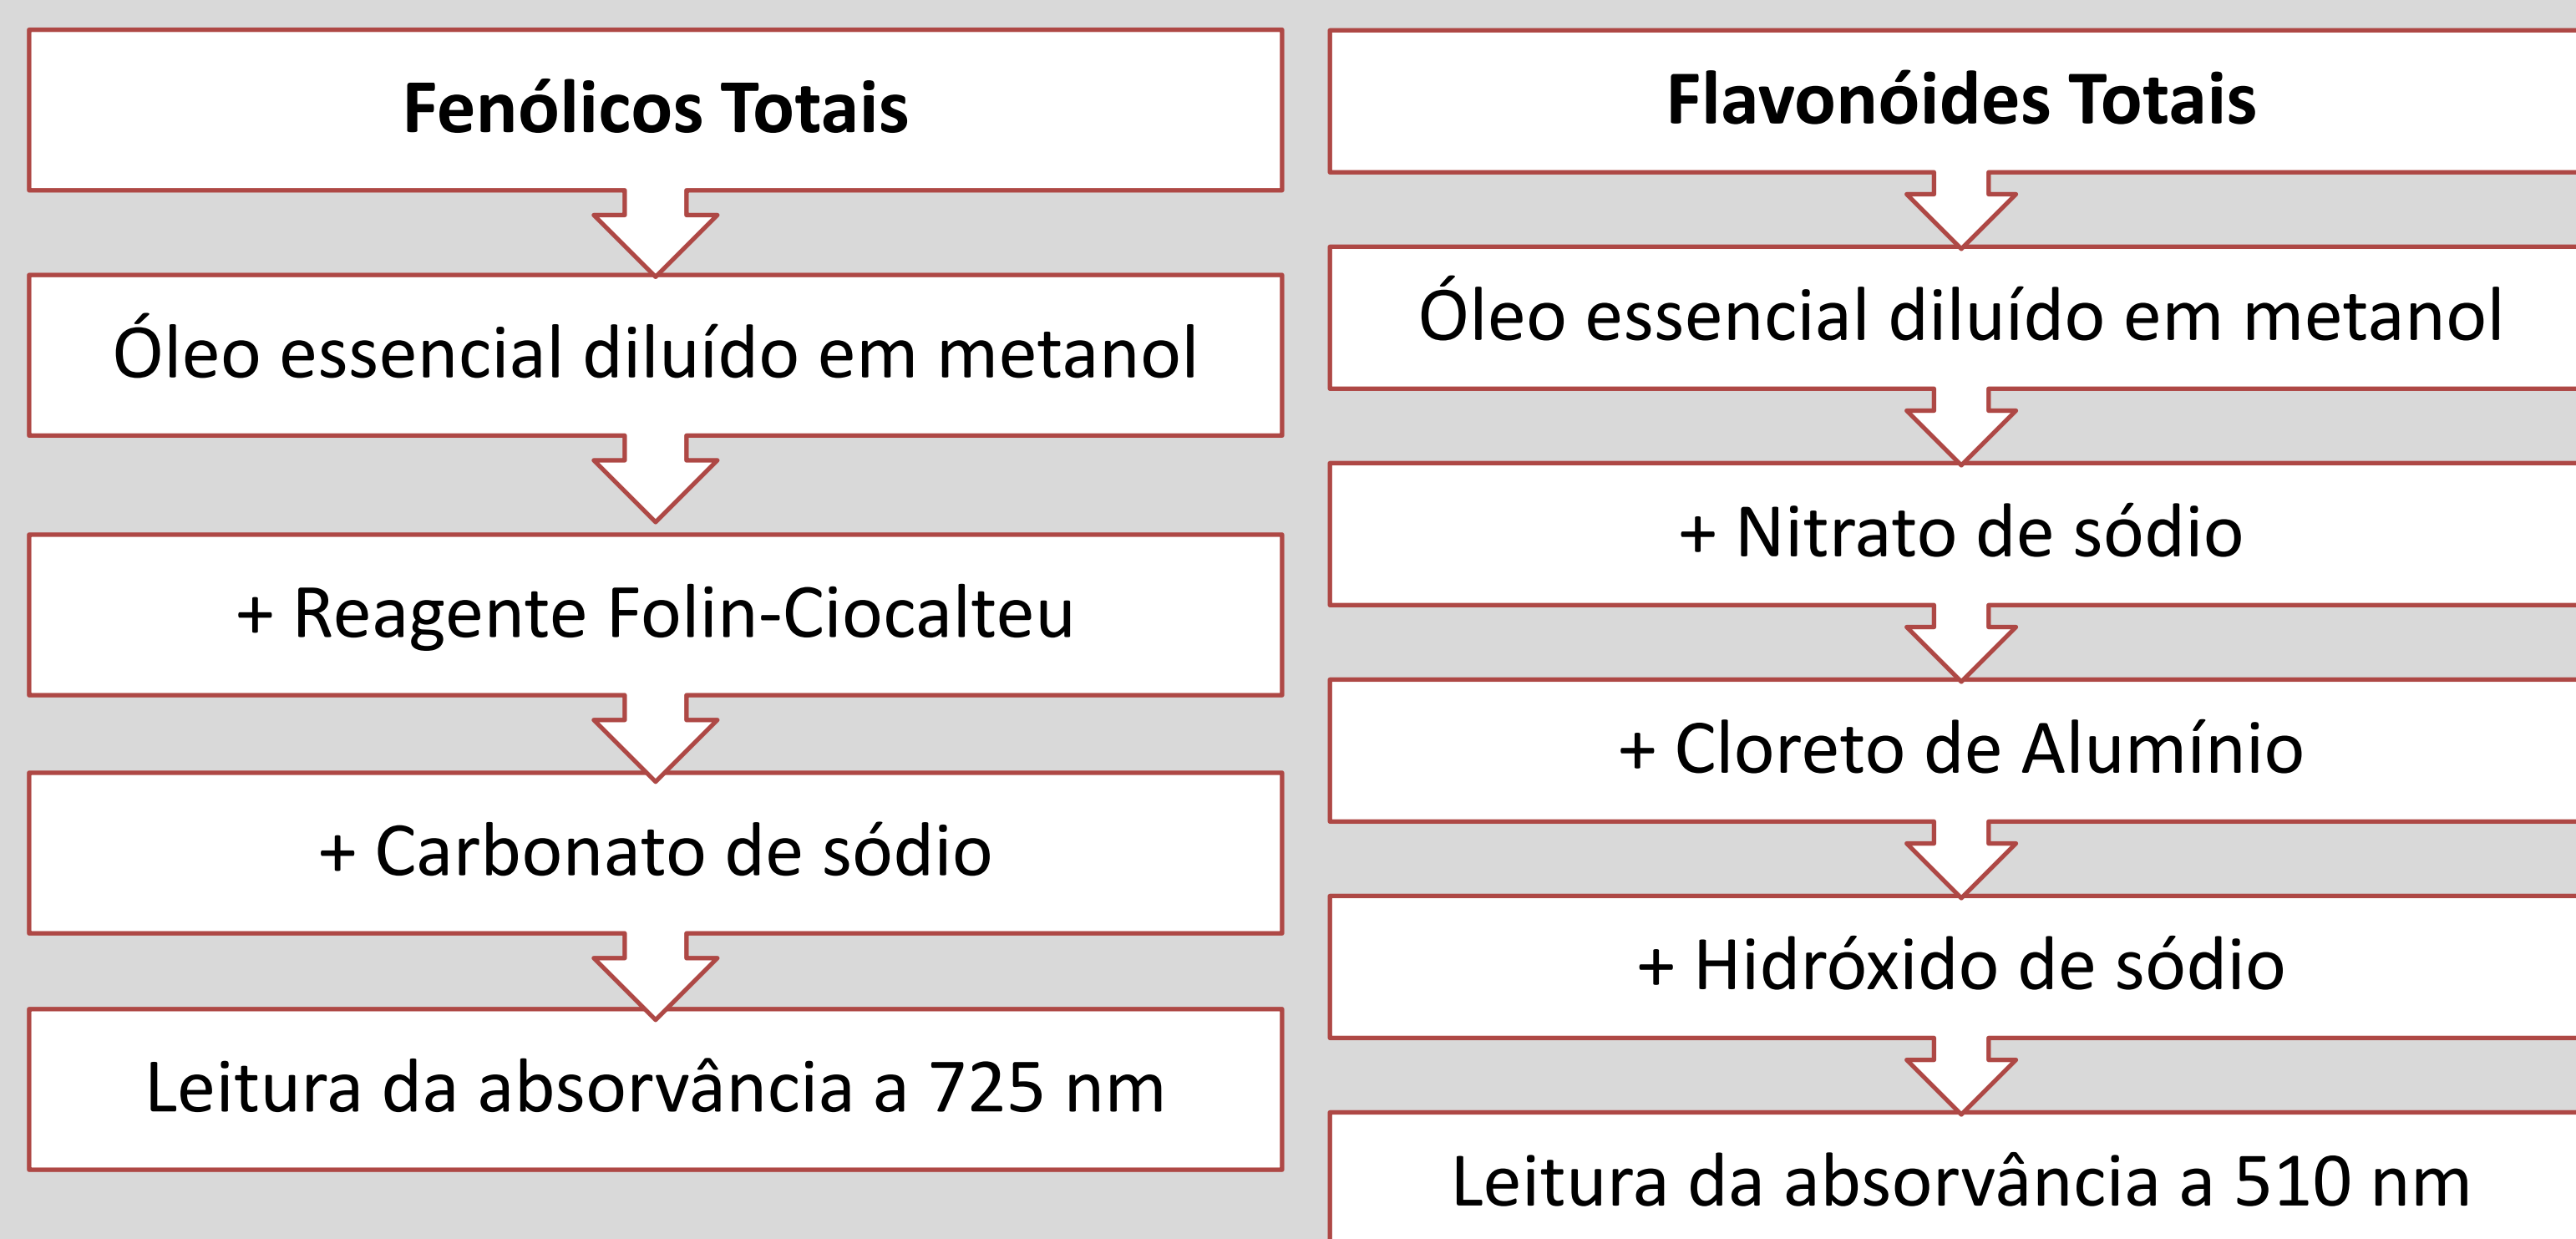 Fenólicos Totais
Óleo essencial diluído em metanol
+ Reagente Folin-Ciocalteu
+ Carbonato de sódio
Leitura da absorvância a 725 nm
Flavonóides Totais
Óleo essencial diluído em metanol
+ Nitrato de sódio
+ Cloreto de Alumínio
+ Hidróxido de sódio
Leitura da absorvância a 510 nm